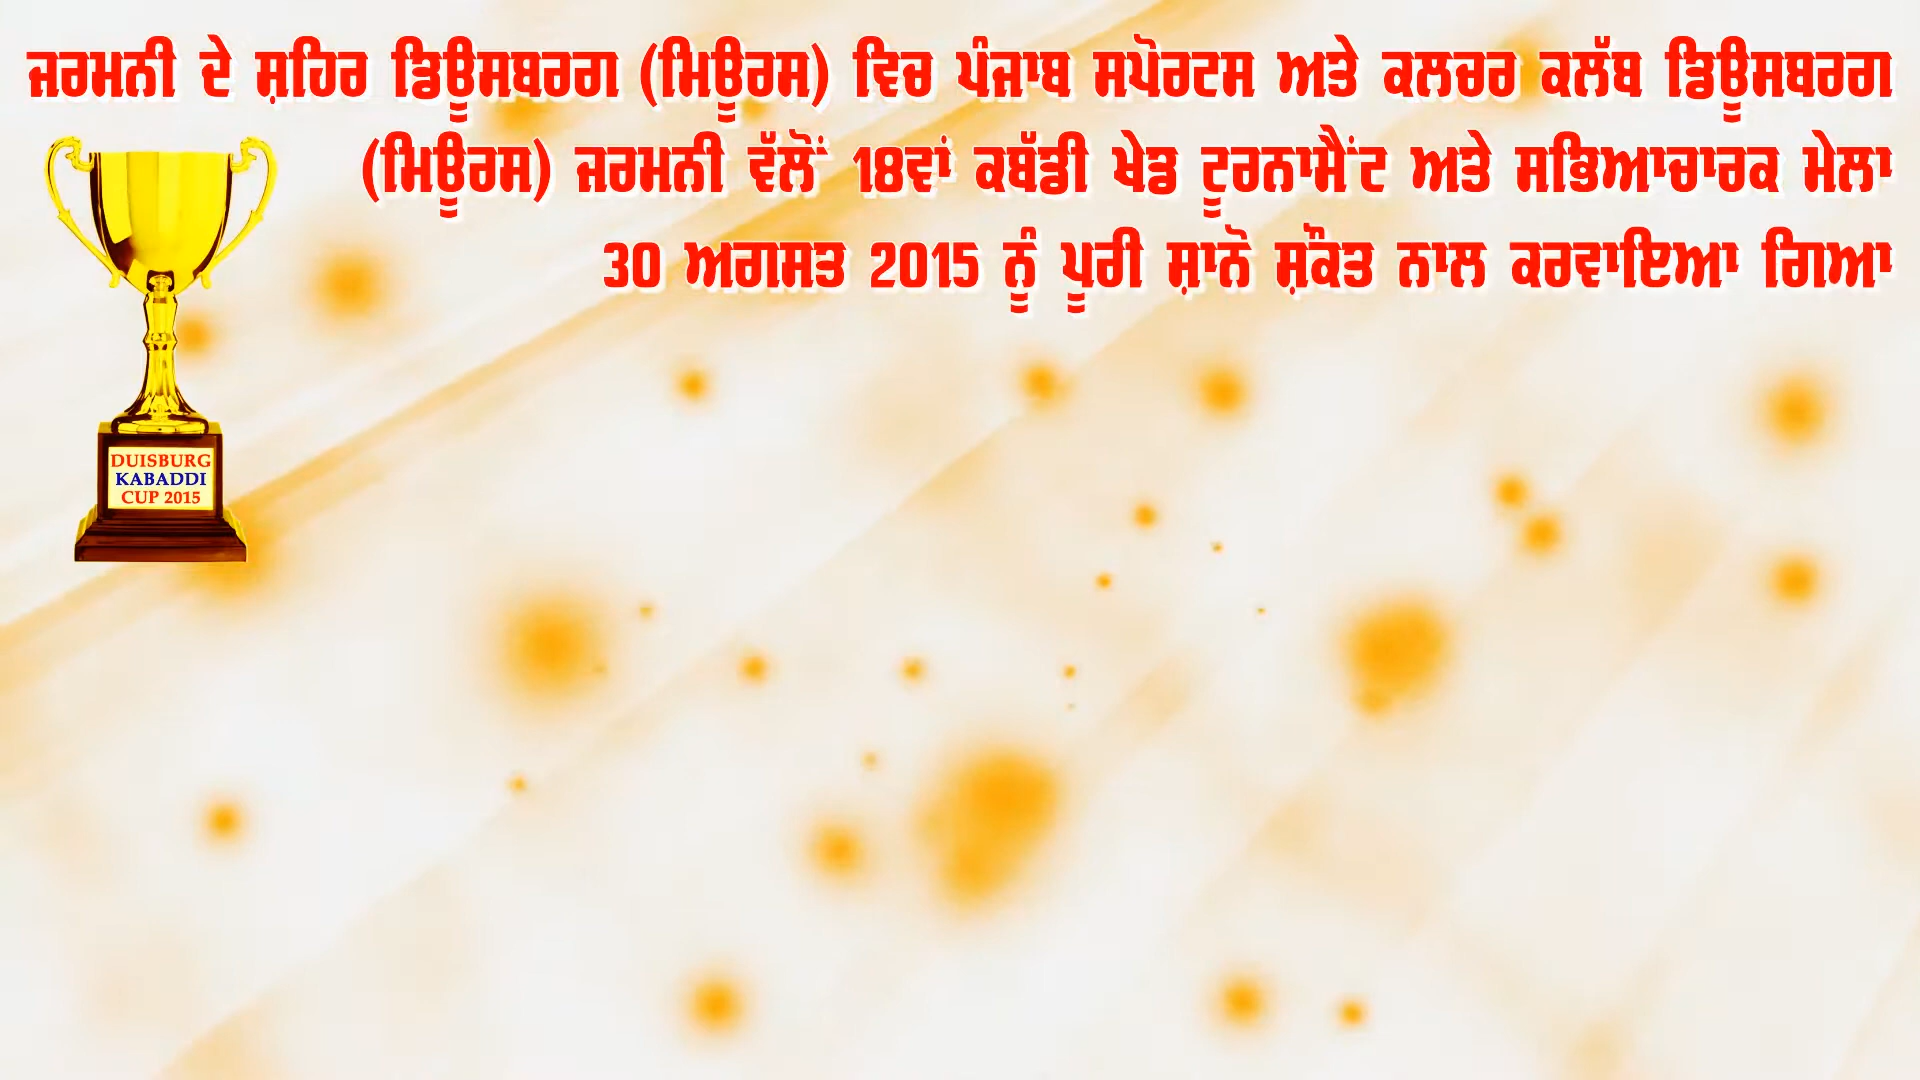 ਜਰਮਨੀ ਦੇ ਸ਼ਹਿਰ ਡਿਊਸਬਰਗ (ਮਿਊਰਸ) ਵਿਚ ਪੰਜਾਬ ਸਪੋਰਟਸ ਅਤੇ ਕਲਚਰ ਕਲੱਬ ਡਿਊਸਬਰਗ
(ਮਿਊਰਸ) ਜਰਮਨੀ ਵੱਲੋਂ 18ਵਾਂ ਕਬੱਡੀ ਖੇਡ ਟੂਰਨਾਮੈਂਟ ਅਤੇ ਸਭਿਆਚਾਰਕ ਮੇਲਾ
30 ਅਗਸਤ 2015 ਨੂੰ ਪੂਰੀ ਸ਼ਾਨੋ ਸ਼ੌਕਤ ਨਾਲ ਕਰਵਾਇਆ ਗਿਆ
DUISBURG
KABADDI
CUP 2015